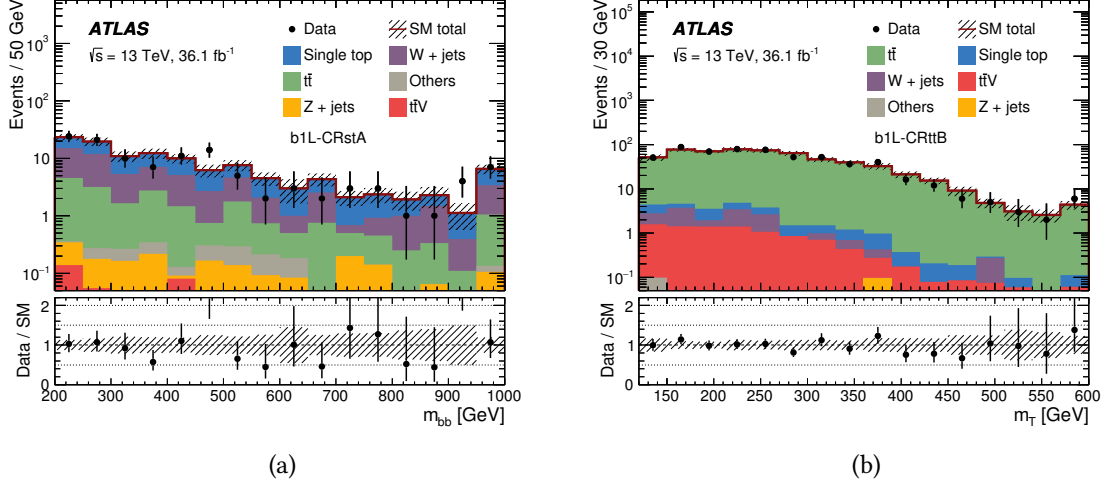 ATLAS
√s = 13 TeV, 36.1 fb⁻¹
Data
SM total
Single top
W + jets
tt̄
Others
Z + jets
tt̄V
b1L-CRstA
Events / 50 GeV
10³
10²
10
1
10⁻¹
Data / SM
2
1
0
200 300 400 500 600 700 800 900 1000
m_bb [GeV]
(a)
ATLAS
√s = 13 TeV, 36.1 fb⁻¹
Data
SM total
tt̄
Single top
W + jets
tt̄V
Others
Z + jets
b1L-CRttB
Events / 30 GeV
10⁵
10⁴
10³
10²
10
1
10⁻¹
Data / SM
2
1
0
150 200 250 300 350 400 450 500 550 600
m_T [GeV]
(b)